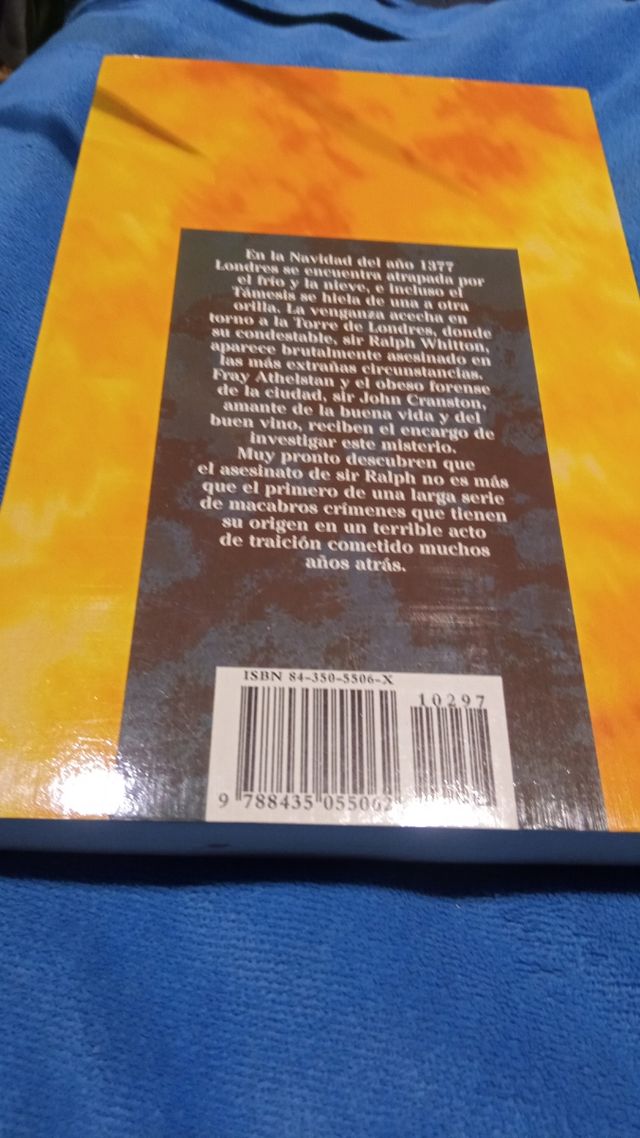 En la Navidad del año 1377
Londres se encuentra atrapada por
el frío y la nieve, e incluso el
Támesis se hiela de una a otra
orilla. La venganza acecha en
torno a la Torre de Londres, donde
su condestable, sir Ralph Whitton,
aparece brutalmente asesinado en
las más extrañas circunstancias.
Fray Athelstan y el obeso forense
de la ciudad, sir John Cranston,
amante de la buena vida y del
buen vino, reciben el encargo de
investigar este misterio.
Muy pronto descubren que
el asesinato de sir Ralph no es más
que el primero de una larga serie
de macabros crímenes que tienen
su origen en un terrible acto
de traición cometido muchos
años atrás.
ISBN 84-350-5506-X
10297
9 788435 055062